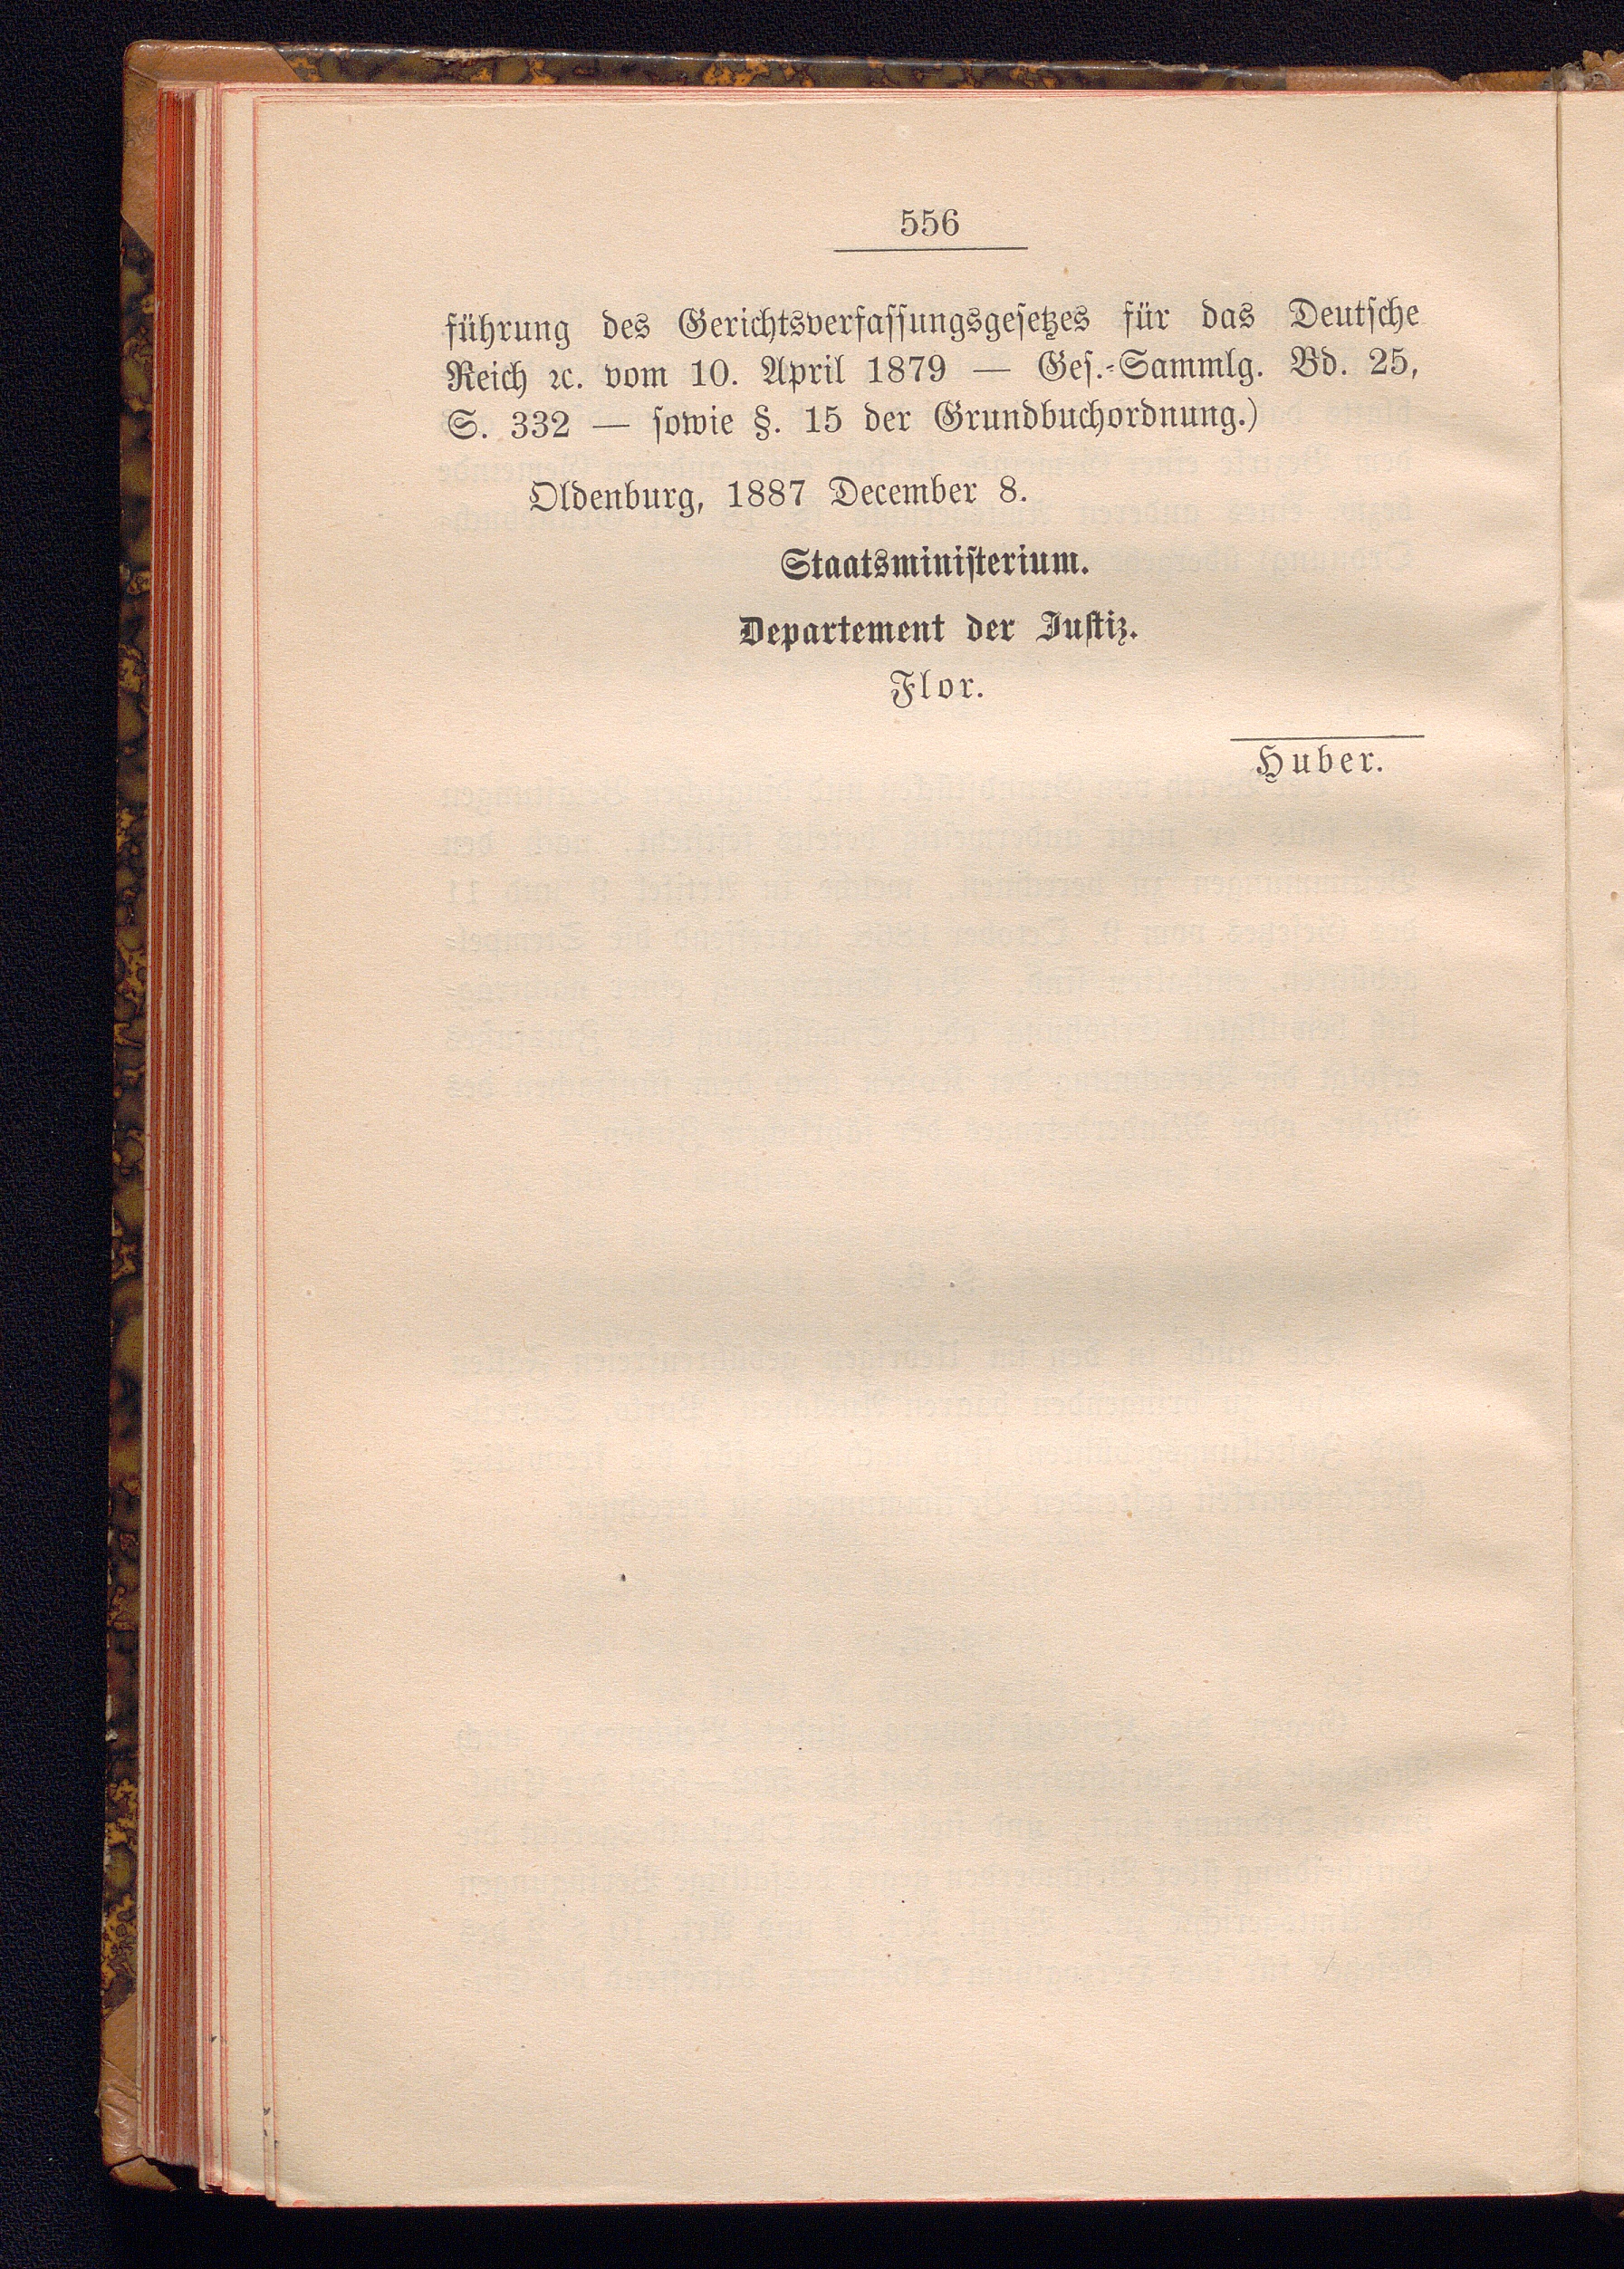 556
führung des Gerichtsverfassungsgesetzes für das Deutsche
Reich ꝛc. vom 10. April 1879 — Ges.-Sammlg. Bd. 25,
S. 332 — sowie §. 15 der Grundbuchordnung.)
Oldenburg, 1887 December 8.
Staatsministerium.
Departement der Justiz.
Flor.
Huber.